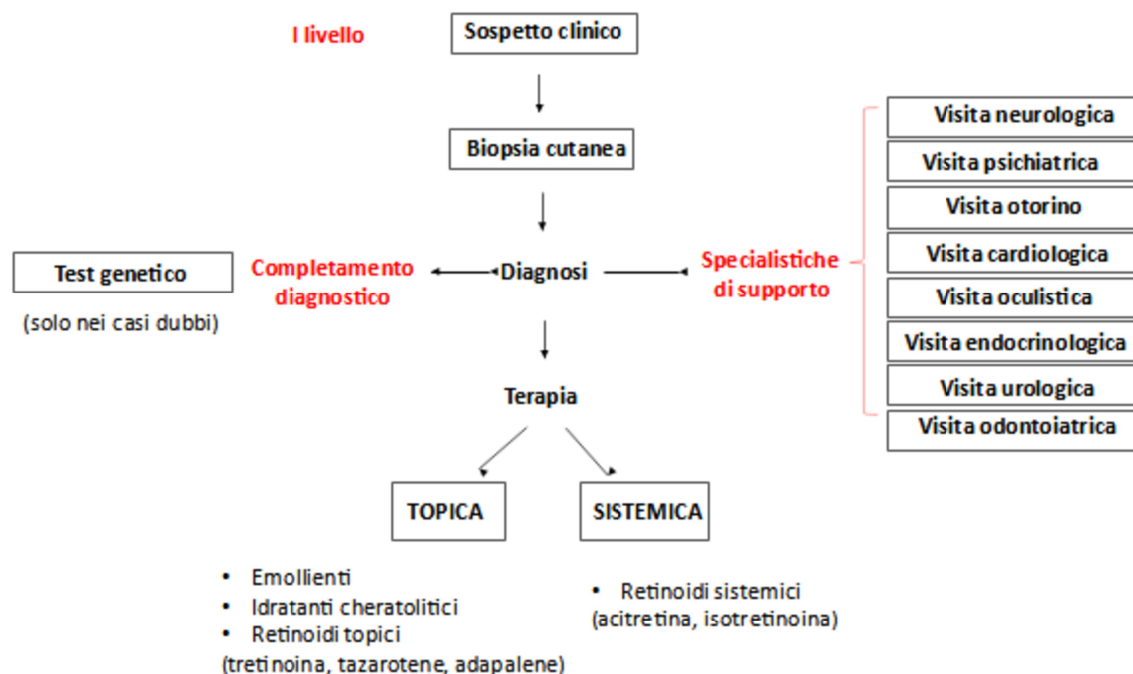 I livello
Sospetto clinico
Biopsia cutanea
Test genetico
(solo nei casi dubbi)
Completamento
diagnostico
Diagnosi
Specialistiche
di supporto
Visita neurologica
Visita psichiatrica
Visita otorino
Visita cardiologica
Visita oculistica
Visita endocrinologica
Visita urologica
Visita odontoiatrica
Terapia
TOPICA
• Emollienti
• Idratanti cheratolitici
• Retinoidi topici
(tretinoina, tazarotene, adapalene)
SISTEMICA
• Retinoidi sistemici
(acitretina, isotretinoina)